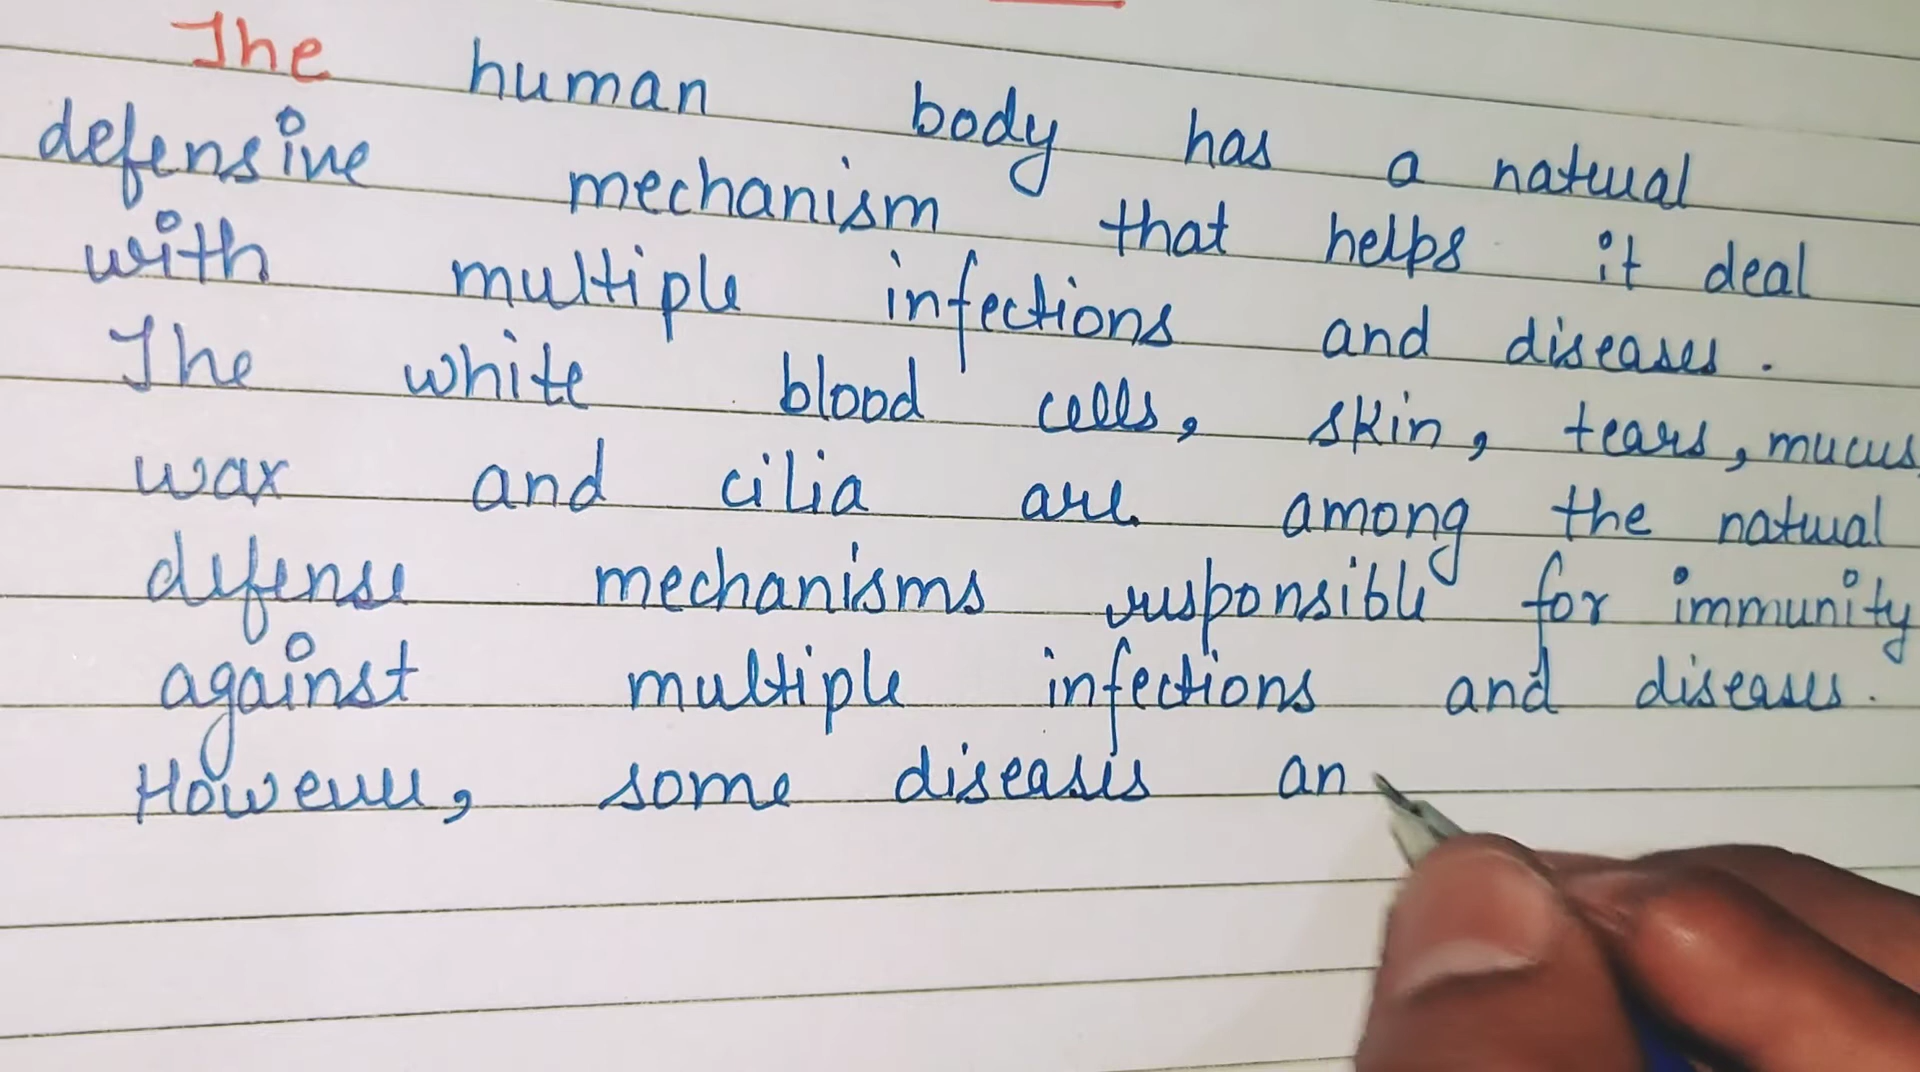 The human body has a natural
defensive mechanism that helps it deal
with multiple infections and diseases.
The white blood cells, skin, tears, mucus,
wax and cilia are among the natural
defense mechanisms responsible for immunity
against multiple infections and diseases.
However, some diseases an